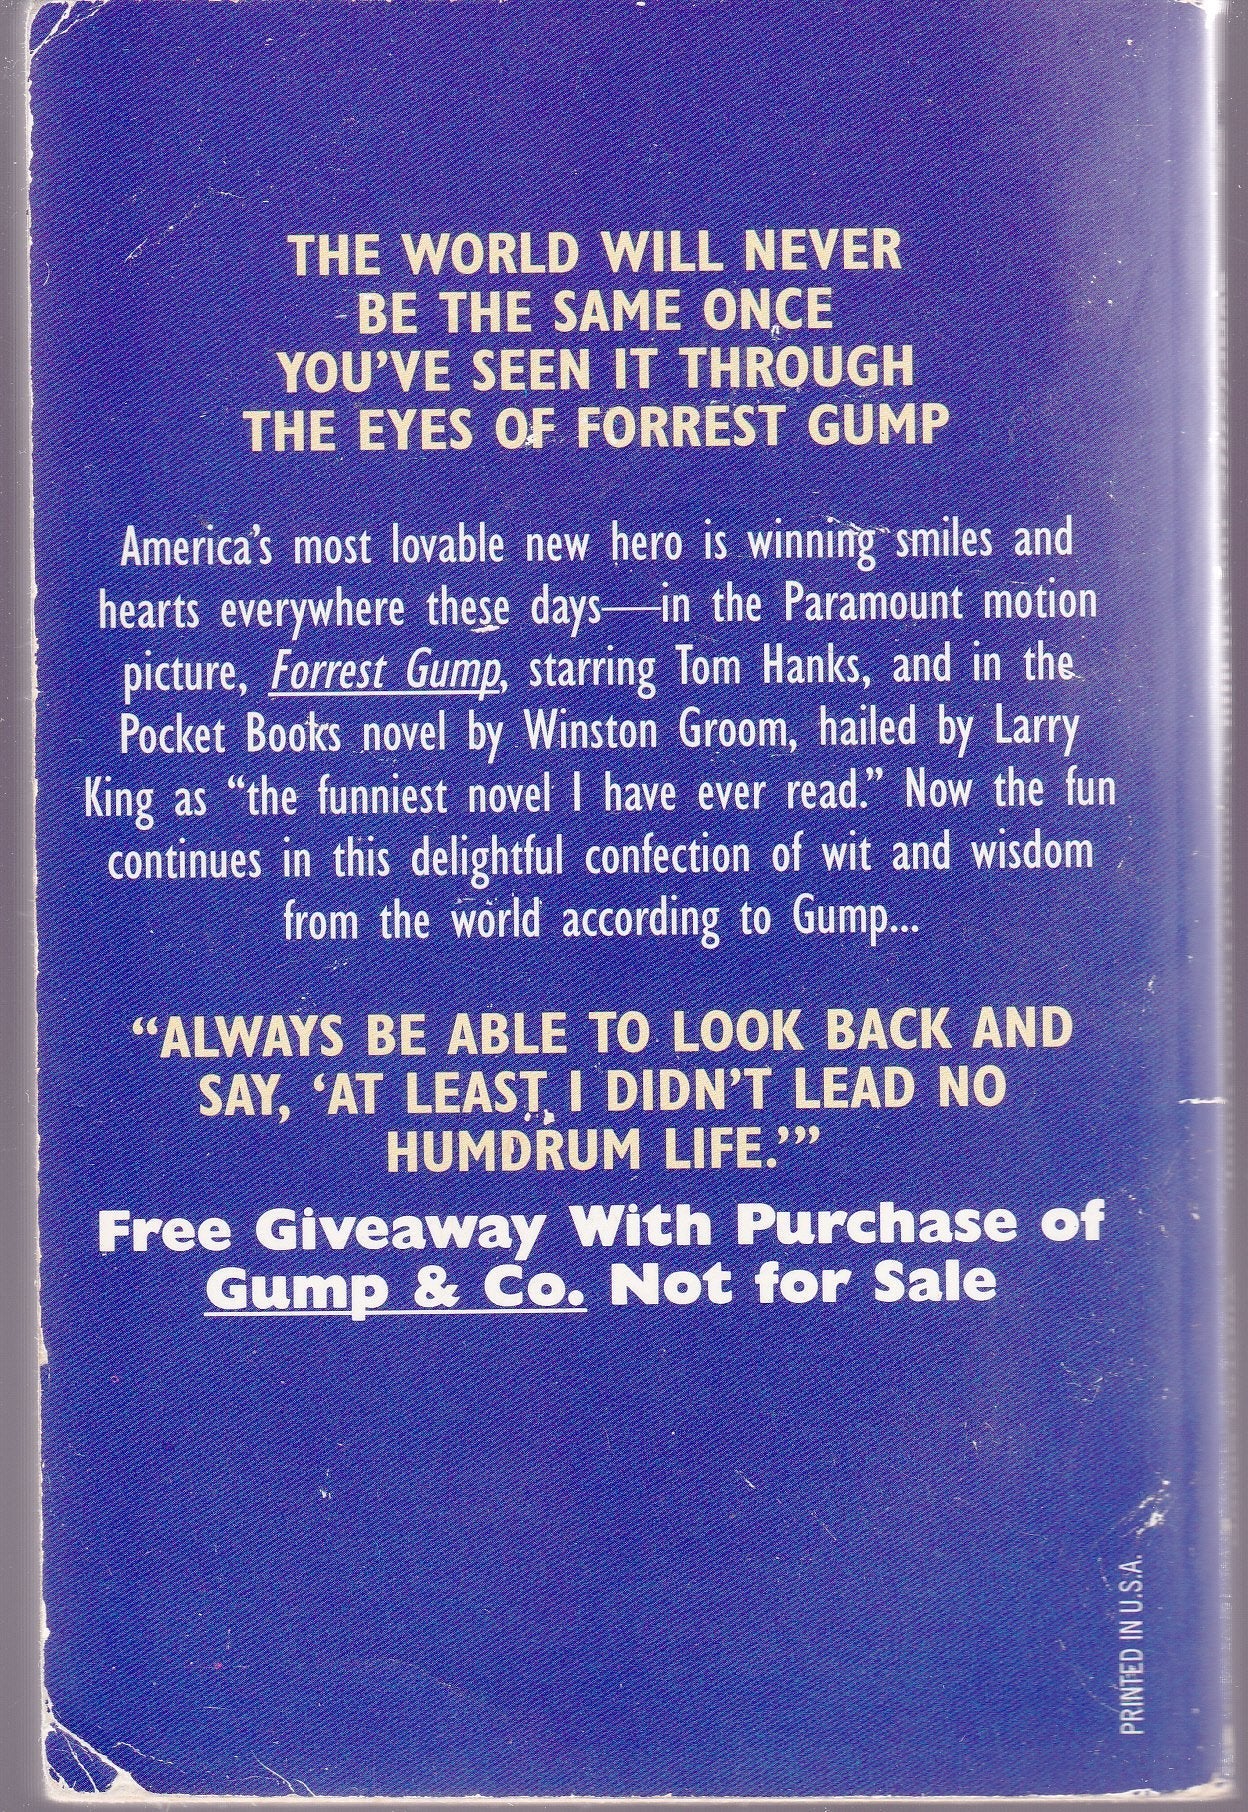 THE WORLD WILL NEVER
BE THE SAME ONCE
YOU'VE SEEN IT THROUGH
THE EYES OF FORREST GUMP
America's most lovable new hero is winning smiles and
hearts everywhere these days—in the Paramount motion
picture, Forrest Gump, starring Tom Hanks, and in the
Pocket Books novel by Winston Groom, hailed by Larry
King as “the funniest novel I have ever read.” Now the fun
continues in this delightful confection of wit and wisdom
from the world according to Gump...
“ALWAYS BE ABLE TO LOOK BACK AND
SAY, ‘AT LEAST I DIDN'T LEAD NO
HUMDRUM LIFE.’”
Free Giveaway With Purchase of
Gump & Co. Not for Sale
PRINTED IN U.S.A.